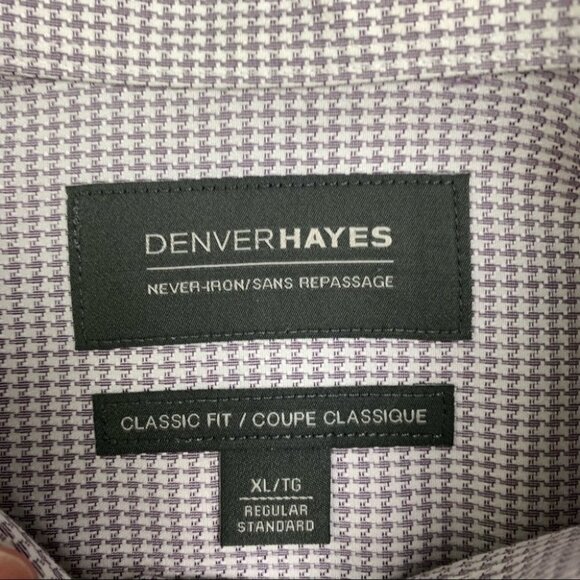 DENVERHAYES
NEVER-IRON/SANS REPASSAGE
CLASSIC FIT / COUPE CLASSIQUE
XL/TG
REGULAR
STANDARD